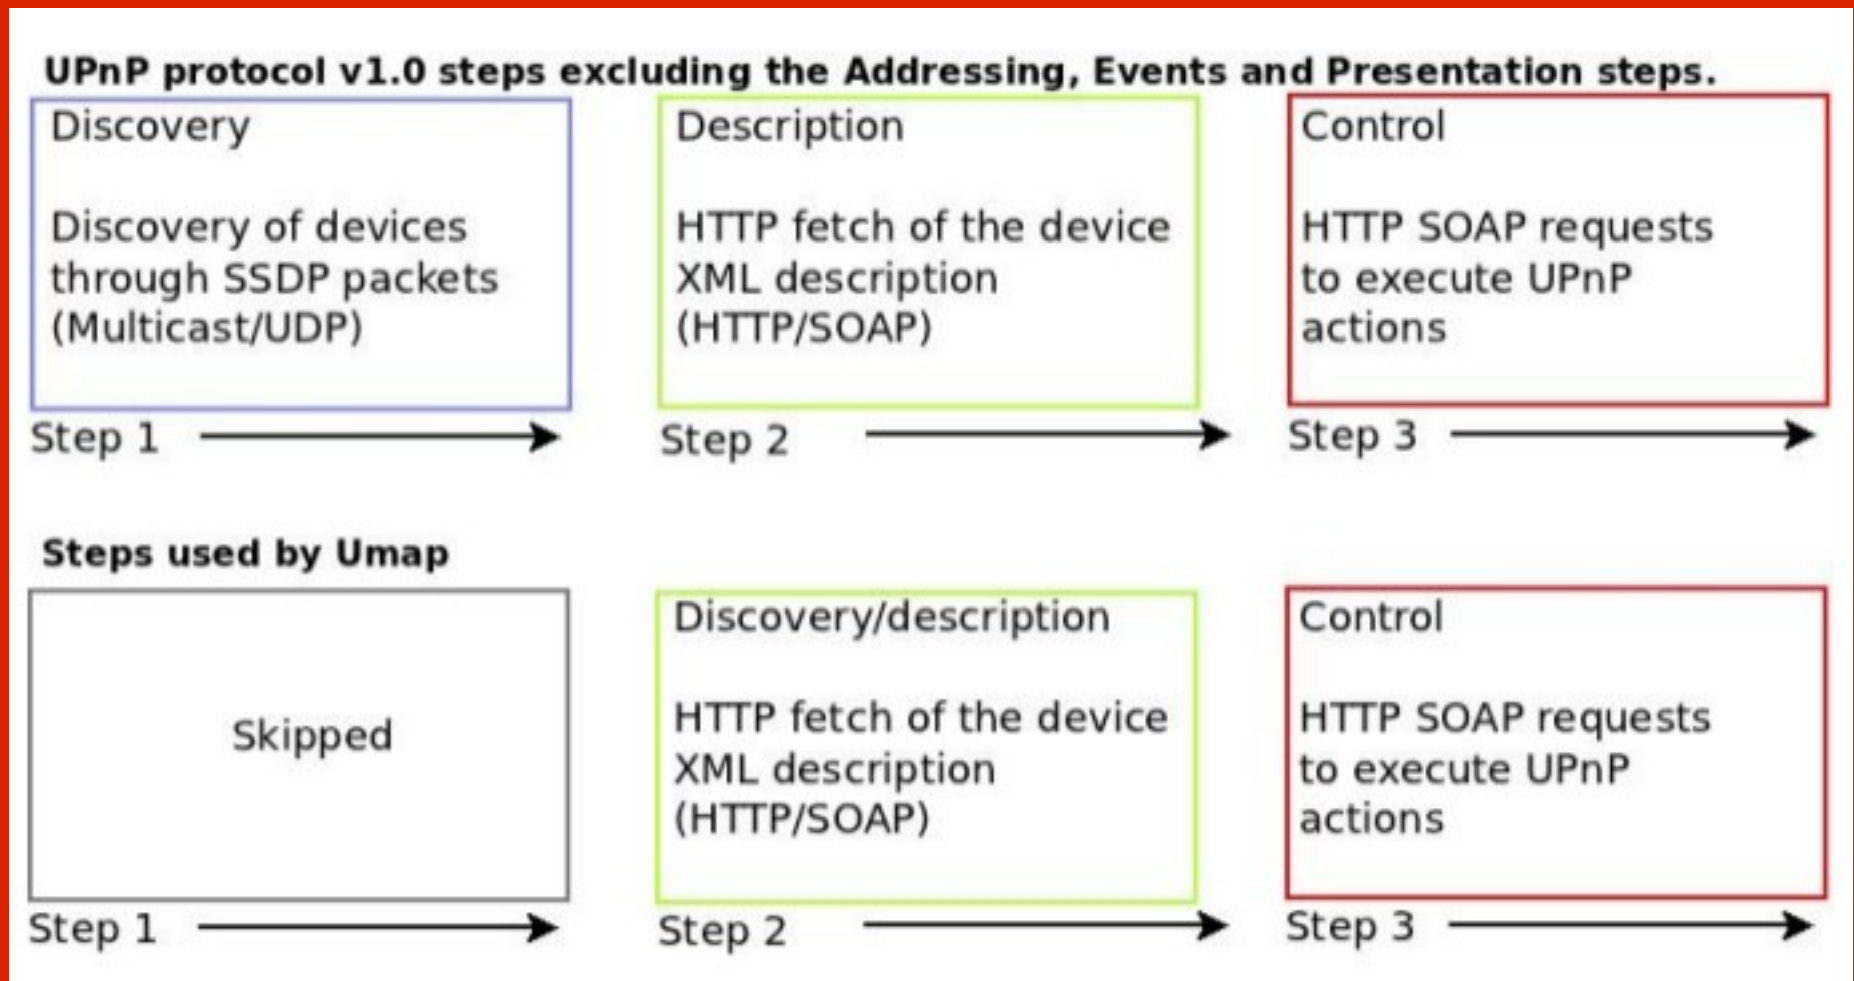 UPnP protocol v1.0 steps excluding the Addressing, Events and Presentation steps.
Discovery
Discovery of devices
through SSDP packets
(Multicast/UDP)
Step 1
Description
HTTP fetch of the device
XML description
(HTTP/SOAP)
Step 2
Control
HTTP SOAP requests
to execute UPnP
actions
Step 3
Steps used by Umap
Skipped
Step 1
Discovery/description
HTTP fetch of the device
XML description
(HTTP/SOAP)
Step 2
Control
HTTP SOAP requests
to execute UPnP
actions
Step 3